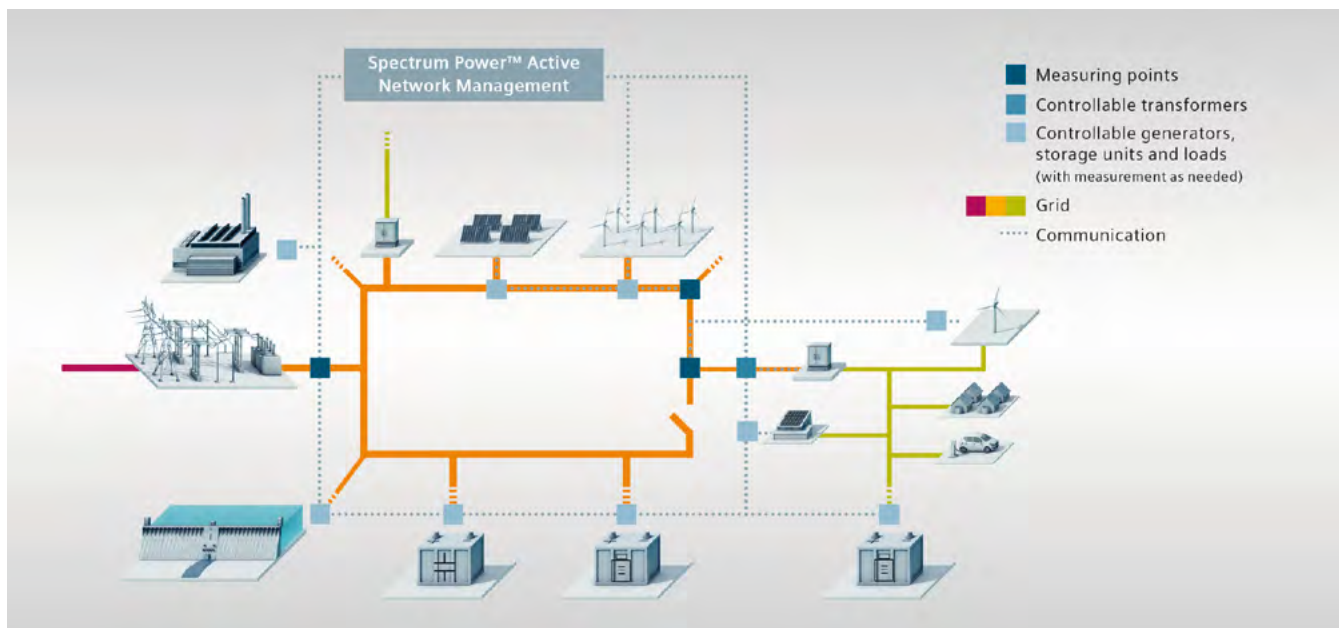 Spectrum Power™ Active
Network Management
Measuring points
Controllable transformers
Controllable generators,
storage units and loads
(with measurement as needed)
Grid
Communication